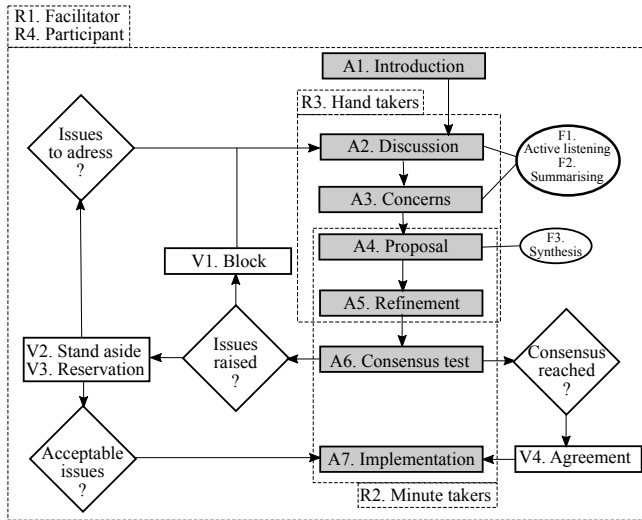 R1. Facilitator
R4. Participant
A1. Introduction
R3. Hand takers
Issues
to adress
?
A2. Discussion
F1.
Active listening
F2.
Summarising
A3. Concerns
A4. Proposal
F3.
Synthesis
V1. Block
A5. Refinement
V2. Stand aside
V3. Reservation
Issues
raised
?
A6. Consensus test
Consensus
reached
?
Acceptable
issues
?
A7. Implementation
V4. Agreement
R2. Minute takers